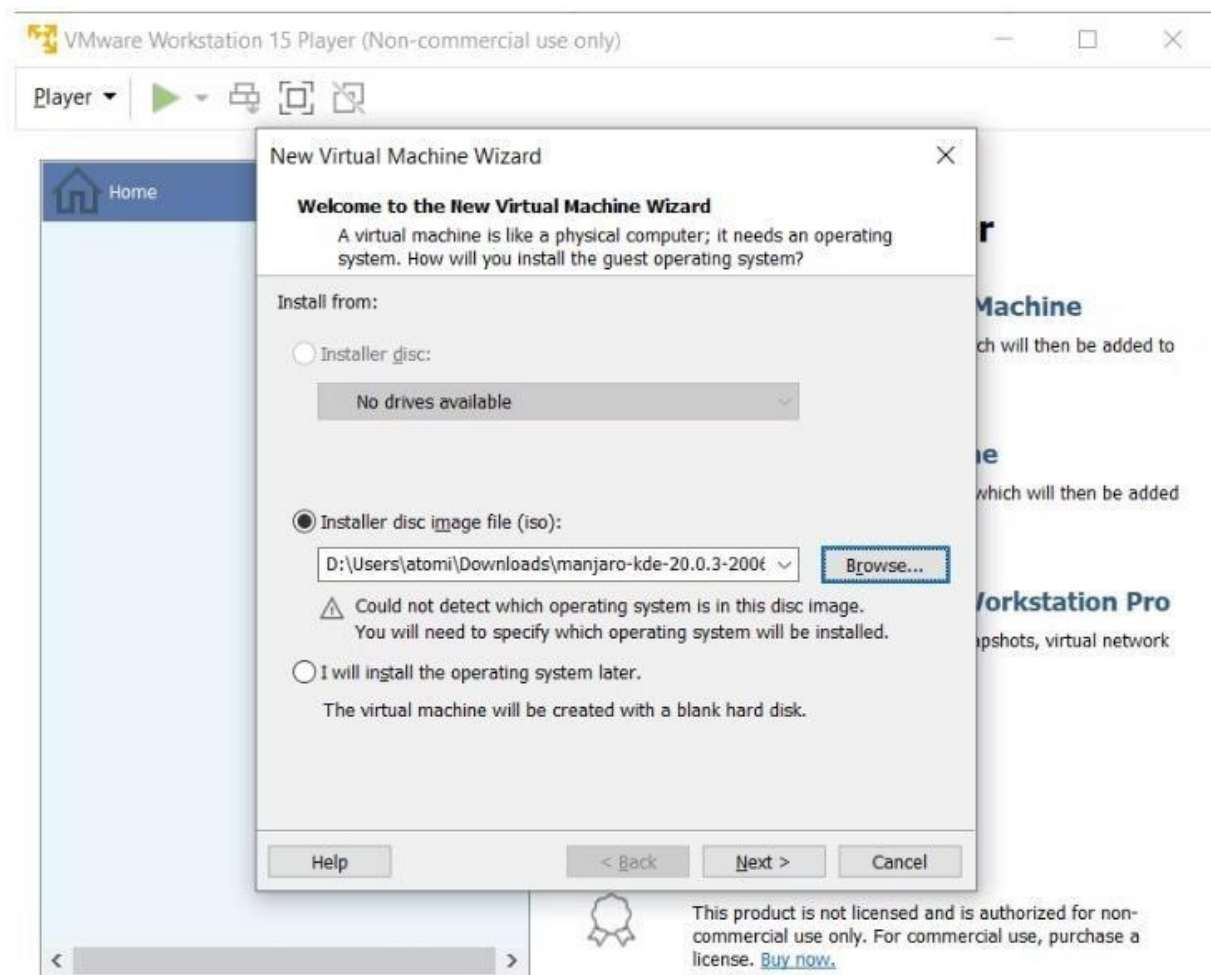 VMware Workstation 15 Player (Non-commercial use only)
Player
Home
New Virtual Machine Wizard
Welcome to the New Virtual Machine Wizard
A virtual machine is like a physical computer; it needs an operating
system. How will you install the guest operating system?
Install from:
Installer disc:
No drives available
Installer disc image file (iso):
D:\Users\atomi\Downloads\manjaro-kde-20.0.3-2006
Browse...
Could not detect which operating system is in this disc image.
You will need to specify which operating system will be installed.
I will install the operating system later.
The virtual machine will be created with a blank hard disk.
Help
< Back
Next >
Cancel
r
Machine
ch will then be added to
ne
which will then be added
Workstation Pro
apshots, virtual network
This product is not licensed and is authorized for non-
commercial use only. For commercial use, purchase a
license. Buy now.